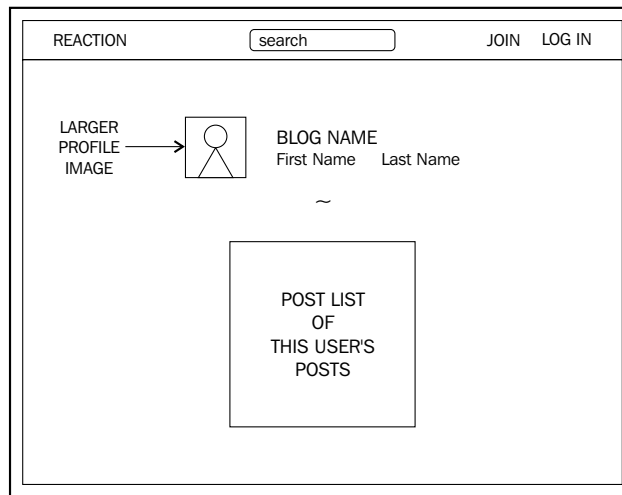 REACTION search JOIN LOG IN
LARGER
PROFILE
IMAGE
BLOG NAME
First Name Last Name
~
POST LIST
OF
THIS USER'S
POSTS